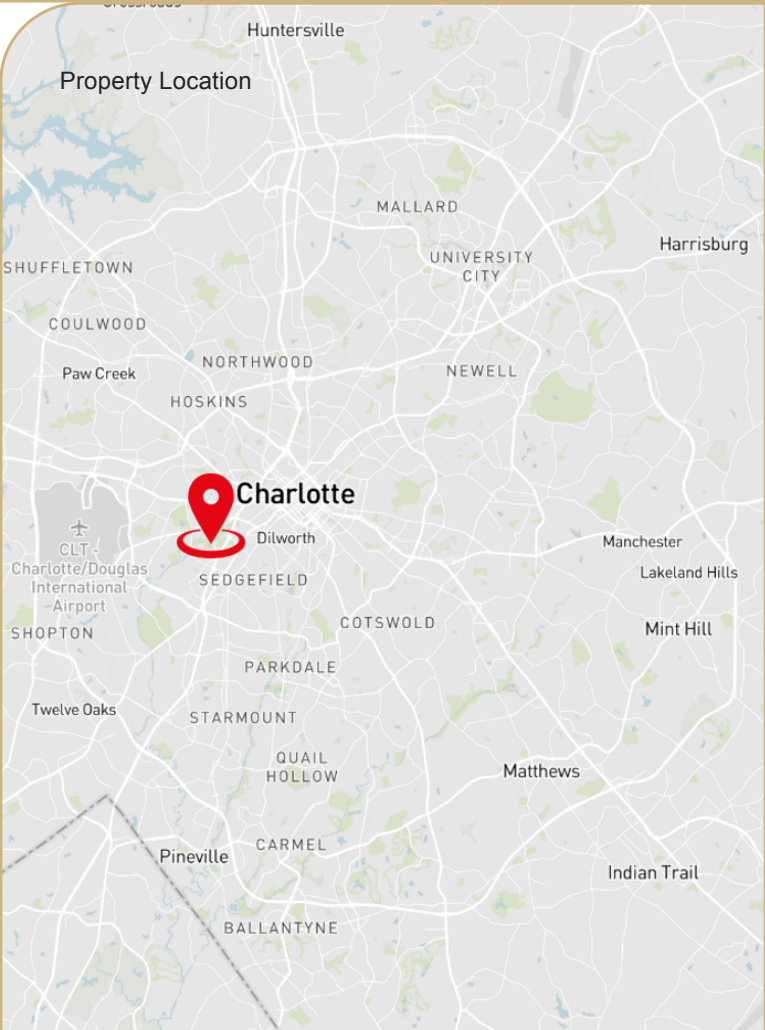 Huntersville
Property Location
MALLARD
Harrisburg
UNIVERSITY
CITY
SHUFFLETOWN
COULWOOD
NORTHWOOD
Paw Creek
NEWELL
HOSKINS
Charlotte
Dilworth
Manchester
CLT -
Charlotte/Douglas
International
Airport
Lakeland Hills
SEDGEFIELD
COTSWOLD
Mint Hill
SHOPTON
PARKDALE
Twelve Oaks
STARMOUNT
QUAIL
HOLLOW
Matthews
CARMEL
Pineville
Indian Trail
BALLANTYNE